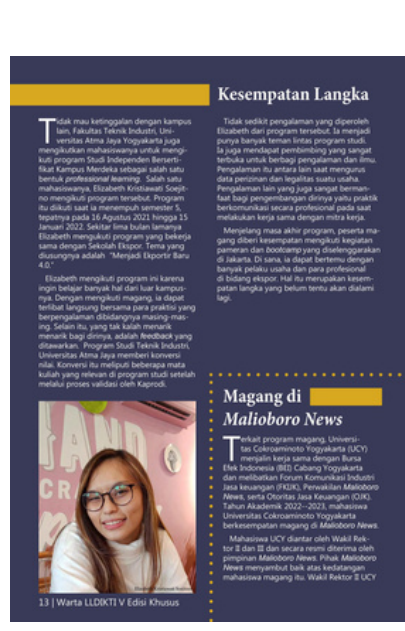 Tidak mau ketinggalan dengan kampus
lain, Fakultas Teknik Industri, Uni-
versitas Atma Jaya Yogyakarta juga
mengikutkan mahasiswanya untuk mengi-
kuti program Studi Independen Berserti-
fikat Kampus Merdeka sebagai salah satu
bentuk professional learning. Salah satu
mahasiswanya, Elizabeth Kristiawati Soejit-
no mengikuti program tersebut. Program
itu diikuti saat ia menempuh semester 5,
tepatnya pada 16 Agustus 2021 hingga 15
Januari 2022. Sekitar lima bulan lamanya
Elizabeth mengukuti program yang bekerja
sama dengan Sekolah Ekspor. Tema yang
diusungnya adalah "Menjadi Ekportir Baru
4.0."
Elizabeth mengikuti program ini karena
ingin belajar banyak hal dari luar kampus-
nya. Dengan mengikuti magang, ia dapat
terlibat langsung bersama para praktisi yang
berpengalaman dibidangnya masing-mas-
ing. Selain itu, yang tak kalah menarik
menarik bagi dirinya, adalah feedback yang
ditawarkan. Program Studi Teknik Industri,
Universitas Atma Jaya memberi konversi
nilai. Konversi itu meliputi beberapa mata
kuliah yang relevan di program studi setelah
melalui proses validasi oleh Kaprodi.
13 | Warta LLDIKTI V Edisi Khusus
Kesempatan Langka
Tidak sedikit pengalaman yang diperoleh
Elizabeth dari program tersebut. Ia menjadi
punya banyak teman lintas program studi.
Ia juga mendapat pembimbing yang sangat
terbuka untuk berbagi pengalaman dan ilmu.
Pengalaman itu antara lain saat mengurus
data perizinan dan legalitas suatu usaha.
Pengalaman lain yang juga sangat berman-
faat bagi pengembangan dirinya yaitu praktik
berkomunikasi secara profesional pada saat
melakukan kerja sama dengan mitra kerja.
Menjelang masa akhir program, peserta ma-
gang diberi kesempatan mengikuti kegiatan
pameran dan bootcamp yang diselenggarakan
di Jakarta. Di sana, ia dapat bertemu dengan
banyak pelaku usaha dan para profesional
di bidang ekspor. Hal itu merupakan kesem-
patan langka yang belum tentu akan dialami
lagi.
Magang di
Malioboro News
Terkait program magang, Universi-
tas Cokroaminoto Yogyakarta (UCY)
menjalin kerja sama dengan Bursa
Efek Indonesia (BEI) Cabang Yogyakarta
dan melibatkan Forum Komunikasi Industri
Jasa keuangan (FKIJK), Perwakilan Malioboro
News, serta Otoritas Jasa Keuangan (OJK).
Tahun Akademik 2022--2023, mahasiswa
Universitas Cokroaminoto Yogyakarta
berkesempatan magang di Malioboro News.
Mahasiswa UCY diantar oleh Wakil Rek-
tor II dan III dan secara resmi diterima oleh
pimpinan Malioboro News. Pihak Malioboro
News menyambut baik atas kedatangan
mahasiswa magang itu. Wakil Rektor II UCY